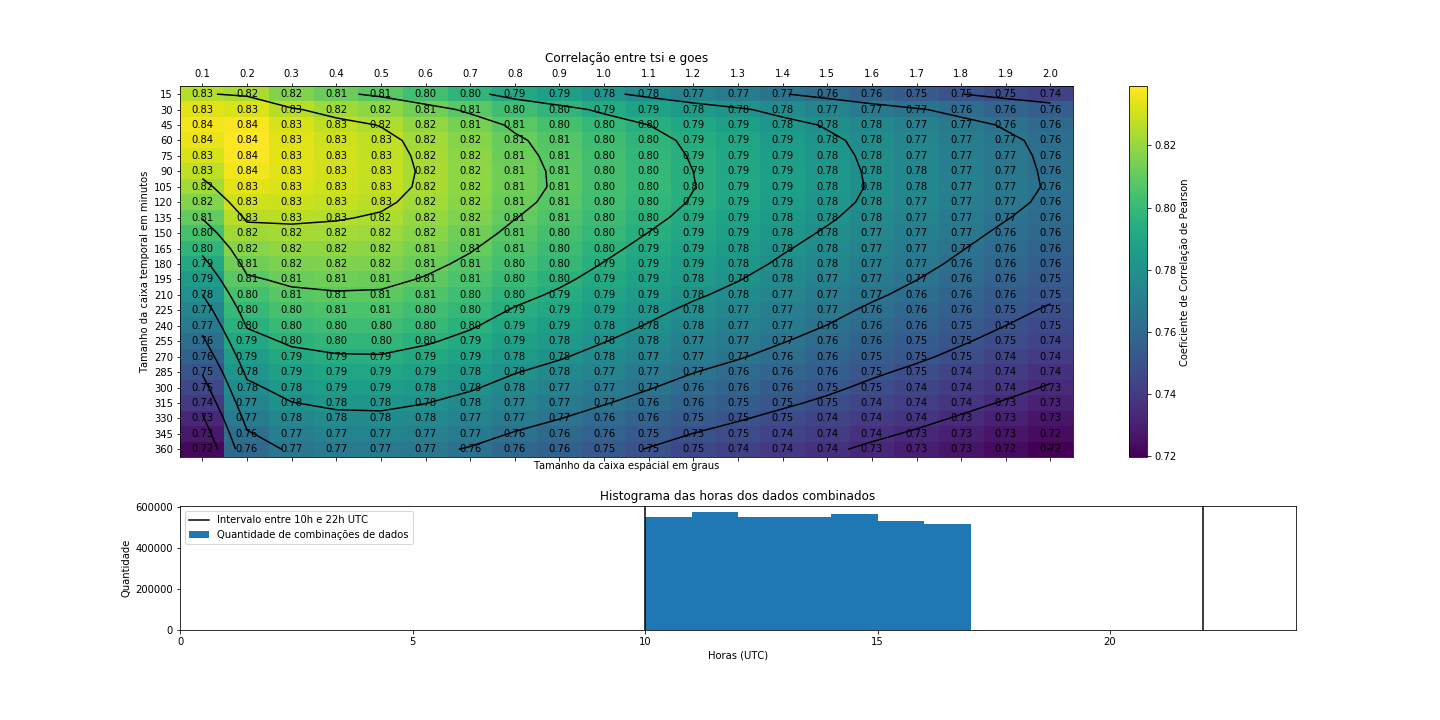 Correlação entre tsi e goes
0.1 0.2 0.3 0.4 0.5 0.6 0.7 0.8 0.9 1.0 1.1 1.2 1.3 1.4 1.5 1.6 1.7 1.8 1.9 2.0
15 0.83 0.82 0.82 0.81 0.81 0.80 0.80 0.79 0.79 0.78 0.78 0.77 0.77 0.77 0.76 0.76 0.75 0.75 0.75 0.74
30 0.83 0.83 0.83 0.82 0.82 0.81 0.81 0.80 0.80 0.79 0.79 0.78 0.78 0.78 0.77 0.77 0.77 0.76 0.76 0.76
45 0.84 0.84 0.83 0.83 0.82 0.82 0.81 0.81 0.80 0.80 0.80 0.79 0.79 0.78 0.78 0.78 0.77 0.77 0.76 0.76
60 0.84 0.84 0.83 0.83 0.83 0.82 0.82 0.81 0.81 0.80 0.80 0.79 0.79 0.79 0.78 0.78 0.77 0.77 0.76 0.76
75 0.83 0.84 0.83 0.83 0.83 0.82 0.82 0.81 0.81 0.80 0.80 0.79 0.79 0.79 0.78 0.78 0.77 0.77 0.77 0.76
90 0.83 0.84 0.83 0.83 0.83 0.82 0.82 0.81 0.81 0.80 0.80 0.79 0.79 0.79 0.78 0.78 0.78 0.77 0.77 0.76
105 0.82 0.83 0.83 0.83 0.83 0.82 0.82 0.81 0.81 0.80 0.80 0.80 0.79 0.79 0.78 0.78 0.78 0.77 0.77 0.76
120 0.82 0.83 0.83 0.83 0.82 0.82 0.82 0.81 0.81 0.80 0.80 0.79 0.79 0.79 0.78 0.78 0.77 0.77 0.77 0.76
135 0.81 0.83 0.83 0.83 0.82 0.82 0.82 0.81 0.81 0.80 0.80 0.79 0.79 0.78 0.78 0.78 0.77 0.77 0.77 0.76
150 0.80 0.82 0.82 0.82 0.82 0.82 0.81 0.81 0.80 0.80 0.79 0.79 0.79 0.78 0.78 0.77 0.77 0.77 0.76 0.76
165 0.80 0.82 0.82 0.82 0.82 0.82 0.81 0.81 0.80 0.80 0.79 0.79 0.78 0.78 0.78 0.77 0.77 0.77 0.76 0.76
180 0.79 0.81 0.82 0.82 0.82 0.81 0.81 0.80 0.80 0.79 0.79 0.79 0.78 0.78 0.77 0.77 0.77 0.76 0.76 0.76
195 0.79 0.81 0.81 0.81 0.81 0.81 0.81 0.80 0.80 0.79 0.79 0.78 0.78 0.78 0.77 0.77 0.77 0.76 0.76 0.75
210 0.78 0.80 0.81 0.81 0.81 0.81 0.80 0.80 0.79 0.79 0.79 0.78 0.78 0.77 0.77 0.77 0.76 0.76 0.76 0.75
225 0.77 0.80 0.80 0.81 0.81 0.80 0.80 0.79 0.79 0.79 0.78 0.78 0.77 0.77 0.77 0.76 0.76 0.76 0.75 0.75
240 0.77 0.80 0.80 0.80 0.80 0.80 0.80 0.79 0.79 0.78 0.78 0.78 0.77 0.77 0.76 0.76 0.76 0.75 0.75 0.75
255 0.76 0.79 0.80 0.80 0.80 0.80 0.79 0.79 0.78 0.78 0.78 0.77 0.77 0.77 0.76 0.76 0.75 0.75 0.75 0.74
270 0.76 0.79 0.79 0.79 0.79 0.79 0.79 0.78 0.78 0.78 0.77 0.77 0.77 0.76 0.76 0.75 0.75 0.75 0.74 0.74
285 0.75 0.78 0.79 0.79 0.79 0.79 0.78 0.78 0.78 0.77 0.77 0.77 0.76 0.76 0.76 0.75 0.75 0.74 0.74 0.74
300 0.75 0.78 0.78 0.79 0.79 0.78 0.78 0.78 0.77 0.77 0.77 0.76 0.76 0.75 0.75 0.75 0.74 0.74 0.74 0.73
315 0.74 0.77 0.78 0.78 0.78 0.78 0.78 0.77 0.77 0.77 0.76 0.76 0.75 0.75 0.75 0.74 0.74 0.74 0.73 0.73
330 0.73 0.77 0.78 0.78 0.78 0.78 0.77 0.77 0.77 0.76 0.76 0.75 0.75 0.75 0.74 0.74 0.74 0.73 0.73 0.73
345 0.73 0.76 0.77 0.77 0.77 0.77 0.77 0.76 0.76 0.76 0.75 0.75 0.75 0.74 0.74 0.74 0.73 0.73 0.73 0.72
360 0.72 0.76 0.77 0.77 0.77 0.77 0.76 0.76 0.76 0.75 0.75 0.75 0.74 0.74 0.74 0.73 0.73 0.73 0.72 0.72
Tamanho da caixa temporal em minutos
Tamanho da caixa espacial em graus
0.82
0.80
0.78
0.76
0.74
0.72
Coeficiente de Correlação de Pearson
Histograma das horas dos dados combinados
600000
400000
200000
0
Quantidade
Intervalo entre 10h e 22h UTC
Quantidade de combinações de dados
0 5 10 15 20
Horas (UTC)